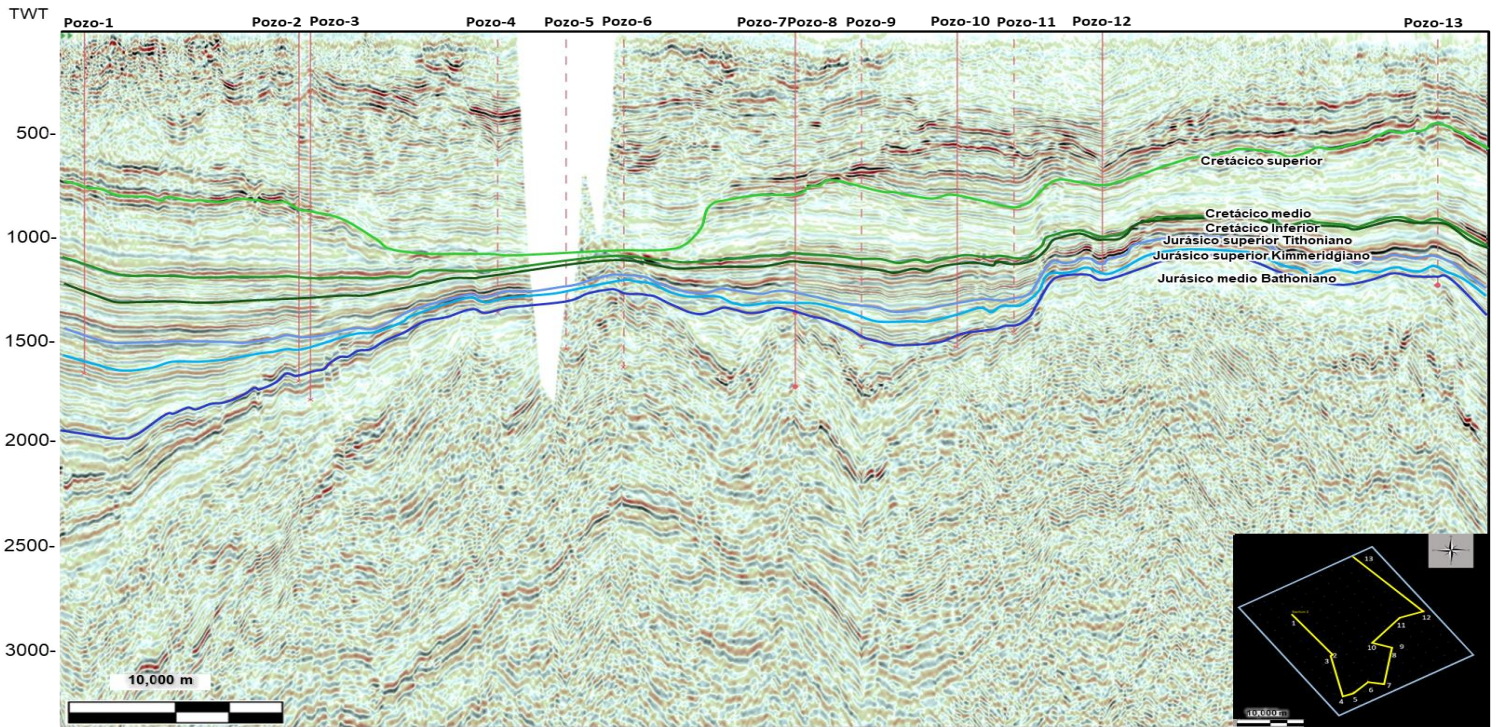 TWT
Pozo-1 Pozo-2 Pozo-3 Pozo-4 Pozo-5 Pozo-6 Pozo-7 Pozo-8 Pozo-9 Pozo-10 Pozo-11 Pozo-12 Pozo-13
500-
Cretácico superior
Cretácico medio
Cretácico Inferior
1000-
Jurásico superior Tithoniano
Jurásico superior Kimmeridgiano
Jurásico medio Bathoniano
1500-
2000-
2500-
3000-
10,000 m
13
1
12
11
10 9
2
3 8
6 7
4 5
10,000 m